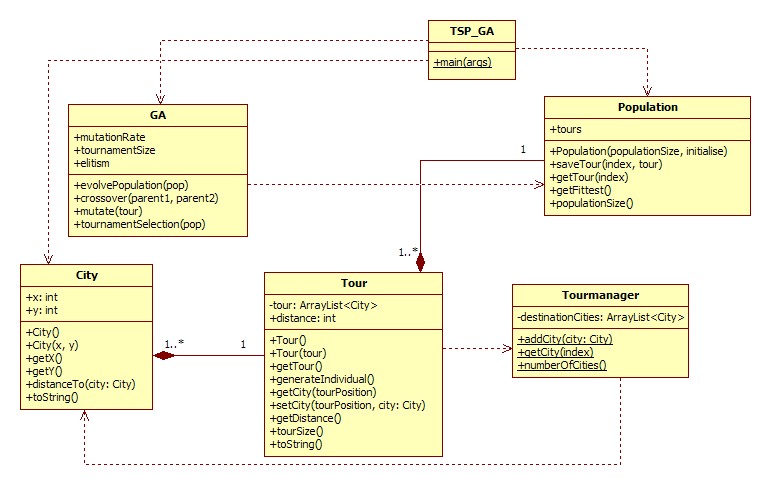 TSP_GA
+main(args)
GA
+mutationRate
+tournamentSize
+elitism
+evolvePopulation(pop)
+crossover(parent1, parent2)
+mutate(tour)
+tournamentSelection(pop)
Population
+tours
+Population(populationSize, initialise)
+saveTour(index, tour)
+getTour(index)
+getFittest()
+populationSize()
1
1..*
City
+x: int
+y: int
+City()
+City(x, y)
+getX()
+getY()
+distanceTo(city: City)
+toString()
1..*
1
Tour
-tour: ArrayList<City>
+distance: int
+Tour()
+Tour(tour)
+getTour()
+generateIndividual()
+getCity(tourPosition)
+setCity(tourPosition, city: City)
+getDistance()
+tourSize()
+toString()
Tourmanager
-destinationCities: ArrayList<City>
+addCity(city: City)
+getCity(index)
+numberOfCities()